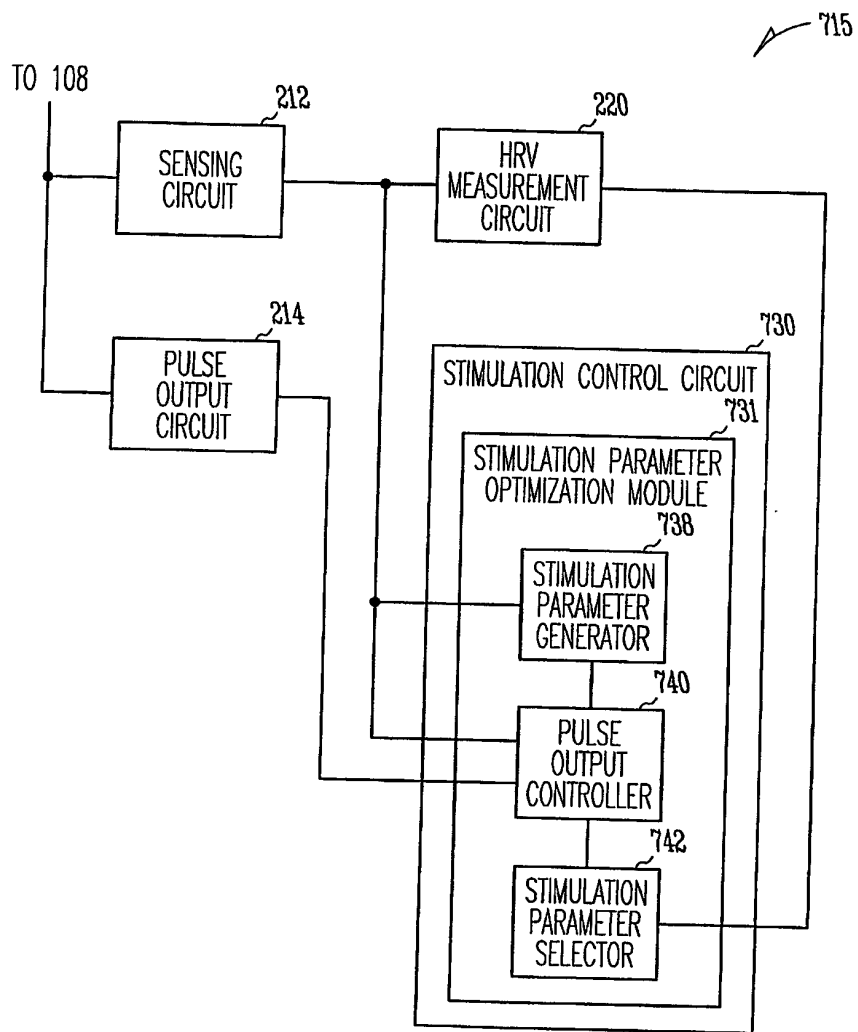 715
TO 108
212
SENSING
CIRCUIT
220
HRV
MEASUREMENT
CIRCUIT
214
PULSE
OUTPUT
CIRCUIT
730
STIMULATION CONTROL CIRCUIT
731
STIMULATION PARAMETER
OPTIMIZATION MODULE
738
STIMULATION
PARAMETER
GENERATOR
740
PULSE
OUTPUT
CONTROLLER
742
STIMULATION
PARAMETER
SELECTOR